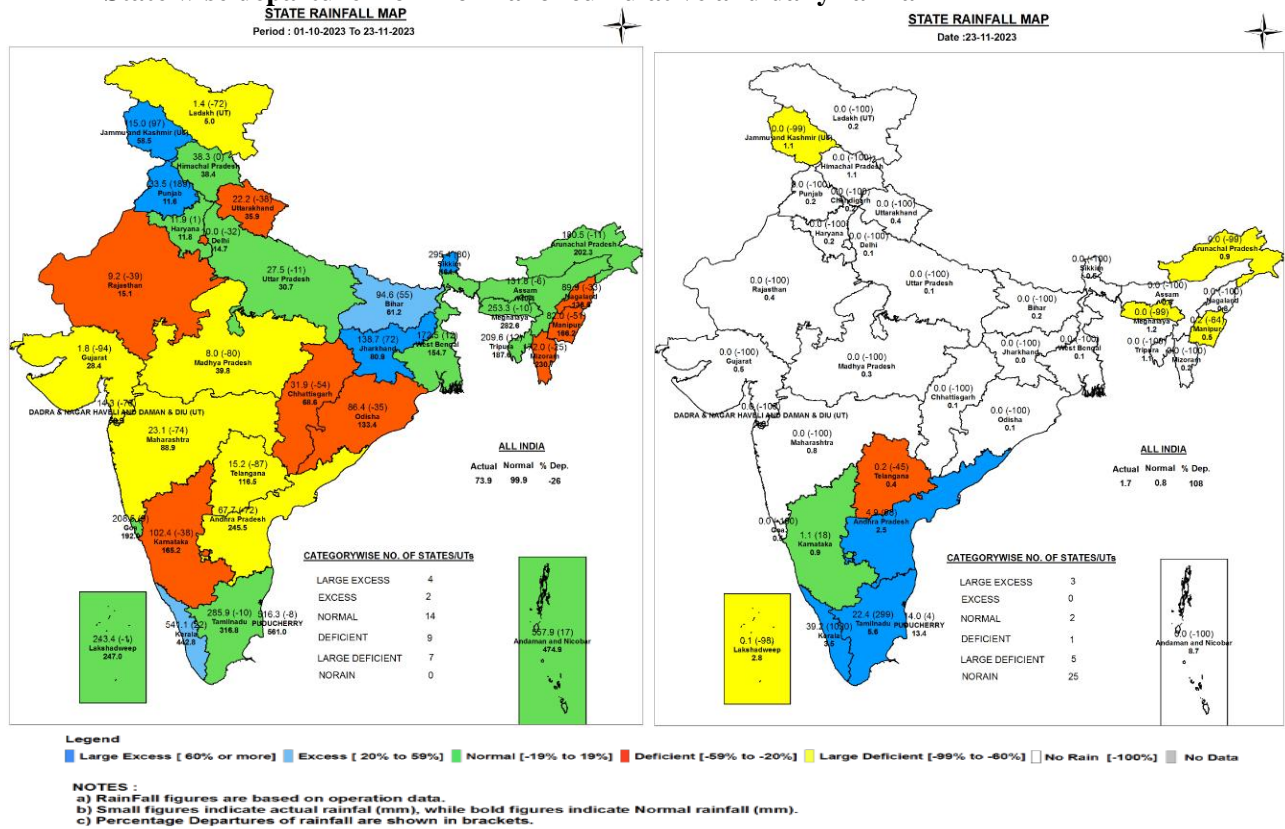 STATE RAINFALL MAP
Period : 01-10-2023 To 23-11-2023
1.4 (-72)
Ladakh (UT)
5.0
Jammu and Kashmir
58.5
38.3 (0)
Himachal Pradesh
38.4
Punjab
11.6
22.2 (-38)
Uttarakhand
35.9
11.9 (1)
Haryana
11.8
Delhi
9.2 (-39)
Rajasthan
15.1
27.5 (-11)
Uttar Pradesh
30.7
Sikkim
180.5 (-11)
Arunachal Pradesh
202.3
94.6 (55)
Bihar
61.2
131.8 (-6)
Assam
89.9 (-33)
Nagaland
253.3 (-10)
Meghalaya
282.6
82.0 (-51)
Manipur
166.2
138.7 (72)
Jharkhand
80.8
West Bengal
154.7
209.6 (12)
Tripura
Mizoram
1.8 (-94)
Gujarat
28.4
8.0 (-80)
Madhya Pradesh
39.8
31.9 (-54)
Chhattisgarh
68.6
86.4 (-35)
Odisha
133.4
DADRA & NAGAR HAVELI AND DAMAN & DIU (UT)
23.1 (-74)
Maharashtra
88.9
15.2 (-87)
Telangana
116.5
67.7 (-72)
Andhra Pradesh
245.5
Goa
102.4 (-38)
Karnataka
165.2
285.9 (-10)
Tamilnadu
316.8
PUDUCHERRY
561.0
Kerala
442.8
Lakshadweep
247.0
557.9 (17)
Andaman and Nicobar
474.9
ALL INDIA
Actual Normal % Dep.
73.9 99.9 -26
CATEGORYWISE NO. OF STATES/UTs
LARGE EXCESS 4
EXCESS 2
NORMAL 14
DEFICIENT 9
LARGE DEFICIENT 7
NORAIN 0
STATE RAINFALL MAP
Date :23-11-2023
0.0 (-100)
Ladakh (UT)
0.2
0.0 (-99)
Jammu and Kashmir
1.1
0.0 (-100)
Himachal Pradesh
1.1
0.0 (-100)
Punjab
0.2
Chandigarh
0.0 (-100)
Uttarakhand
0.4
0.0 (-100)
Haryana
0.2
0.0 (-100)
Delhi
0.1
0.0 (-100)
Rajasthan
0.4
0.0 (-100)
Uttar Pradesh
0.1
0.0 (-100)
Sikkim
0.0 (-99)
Arunachal Pradesh
0.9
0.0 (-100)
Bihar
0.2
Assam
Nagaland
0.0 (-99)
Meghalaya
1.2
0.2 (-64)
Manipur
0.5
0.0 (-100)
Jharkhand
0.0
0.0 (-100)
West Bengal
0.1
Tripura
1.1
0.0 (-100)
Mizoram
0.2
0.0 (-100)
Gujarat
0.5
0.0 (-100)
Madhya Pradesh
0.3
0.0 (-100)
Chhattisgarh
0.1
0.0 (-100)
Odisha
0.1
DADRA & NAGAR HAVELI AND DAMAN & DIU (UT)
0.0 (-100)
Maharashtra
0.8
0.2 (-45)
Telangana
0.4
Andhra Pradesh
2.5
Goa
1.1 (18)
Karnataka
0.9
22.4 (299)
Tamilnadu
5.6
14.0 (4)
PUDUCHERRY
13.4
Kerala
0.1 (-98)
Lakshadweep
2.8
0.0 (-100)
Andaman and Nicobar
8.7
ALL INDIA
Actual Normal % Dep.
1.7 0.8 108
CATEGORYWISE NO. OF STATES/UTs
LARGE EXCESS 3
EXCESS 0
NORMAL 2
DEFICIENT 1
LARGE DEFICIENT 5
NORAIN 25
Legend
Large Excess [ 60% or more] Excess [ 20% to 59%] Normal [-19% to 19%] Deficient [-59% to -20%] Large Deficient [-99% to -60%] No Rain [-100%] No Data
NOTES :
a) RainFall figures are based on operation data.
b) Small figures indicate actual rainfal (mm), while bold figures indicate Normal rainfall (mm).
c) Percentage Departures of rainfall are shown in brackets.